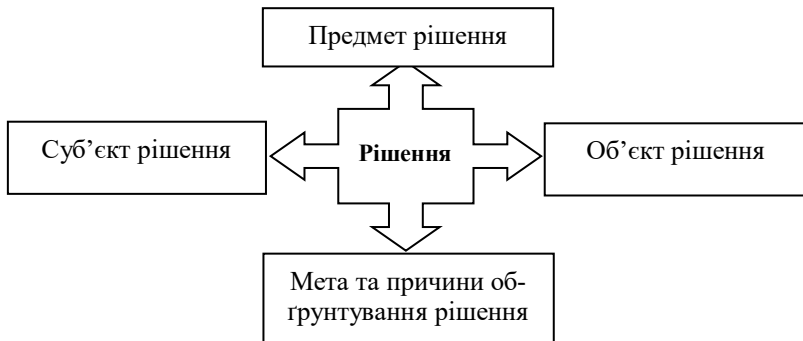 Предмет рішення
Суб’єкт рішення
Рішення
Об’єкт рішення
Мета та причини об-
ґрунтування рішення